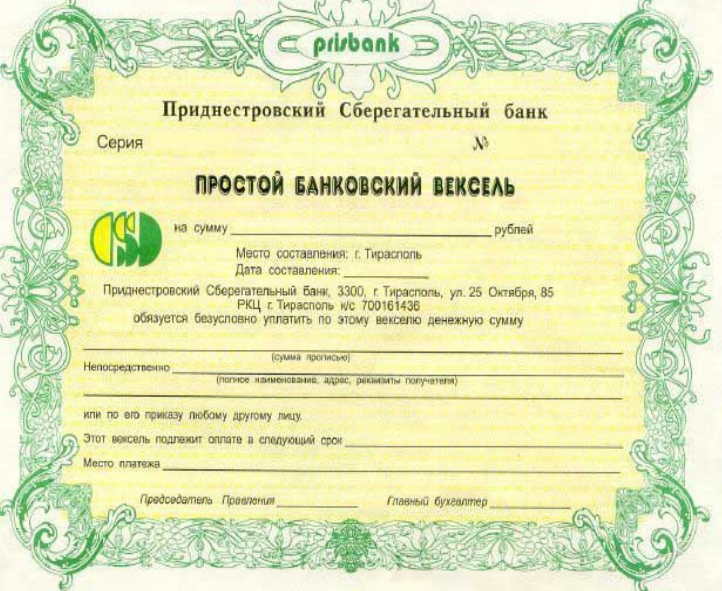 prisbank
Приднестровский Сберегательный банк
Серия №
ПРОСТОЙ БАНКОВСКИЙ ВЕКСЕЛЬ
на сумму рублей
Место составления: г. Тирасполь
Дата составления:
Приднестровский Сберегательный банк, 3300, г. Тирасполь, ул. 25 Октября, 85
РКЦ г. Тирасполь к/с 700161436
обязуется безусловно уплатить по этому векселю денежную сумму
(сумма прописью)
Непосредственно
(полное наименование, адрес, реквизиты получателя)
или по его приказу любому другому лицу.
Этот вексель подлежит оплате в следующий срок
Место платежа
Председатель Правления Главный бухгалтер